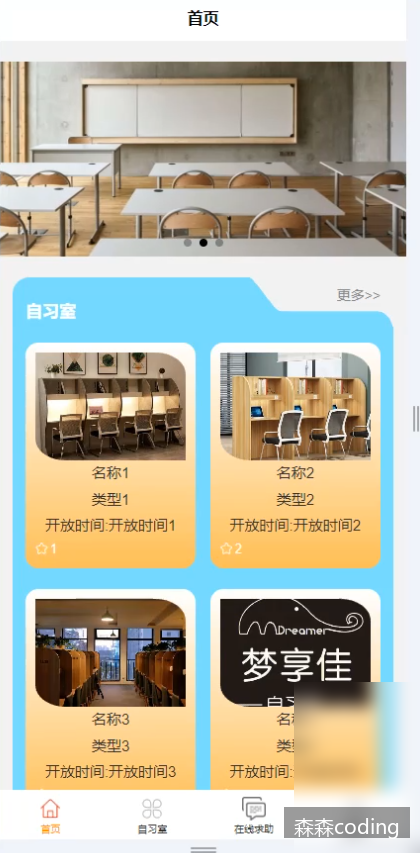 首页
自习室
更多>>
名称1
类型1
开放时间:开放时间1
1
名称2
类型2
开放时间:开放时间2
2
名称3
类型3
开放时间:开放时间3
Dreamer
梦享佳
自习
名
类型
开放时间
首页
自习室
在线求助
森森coding